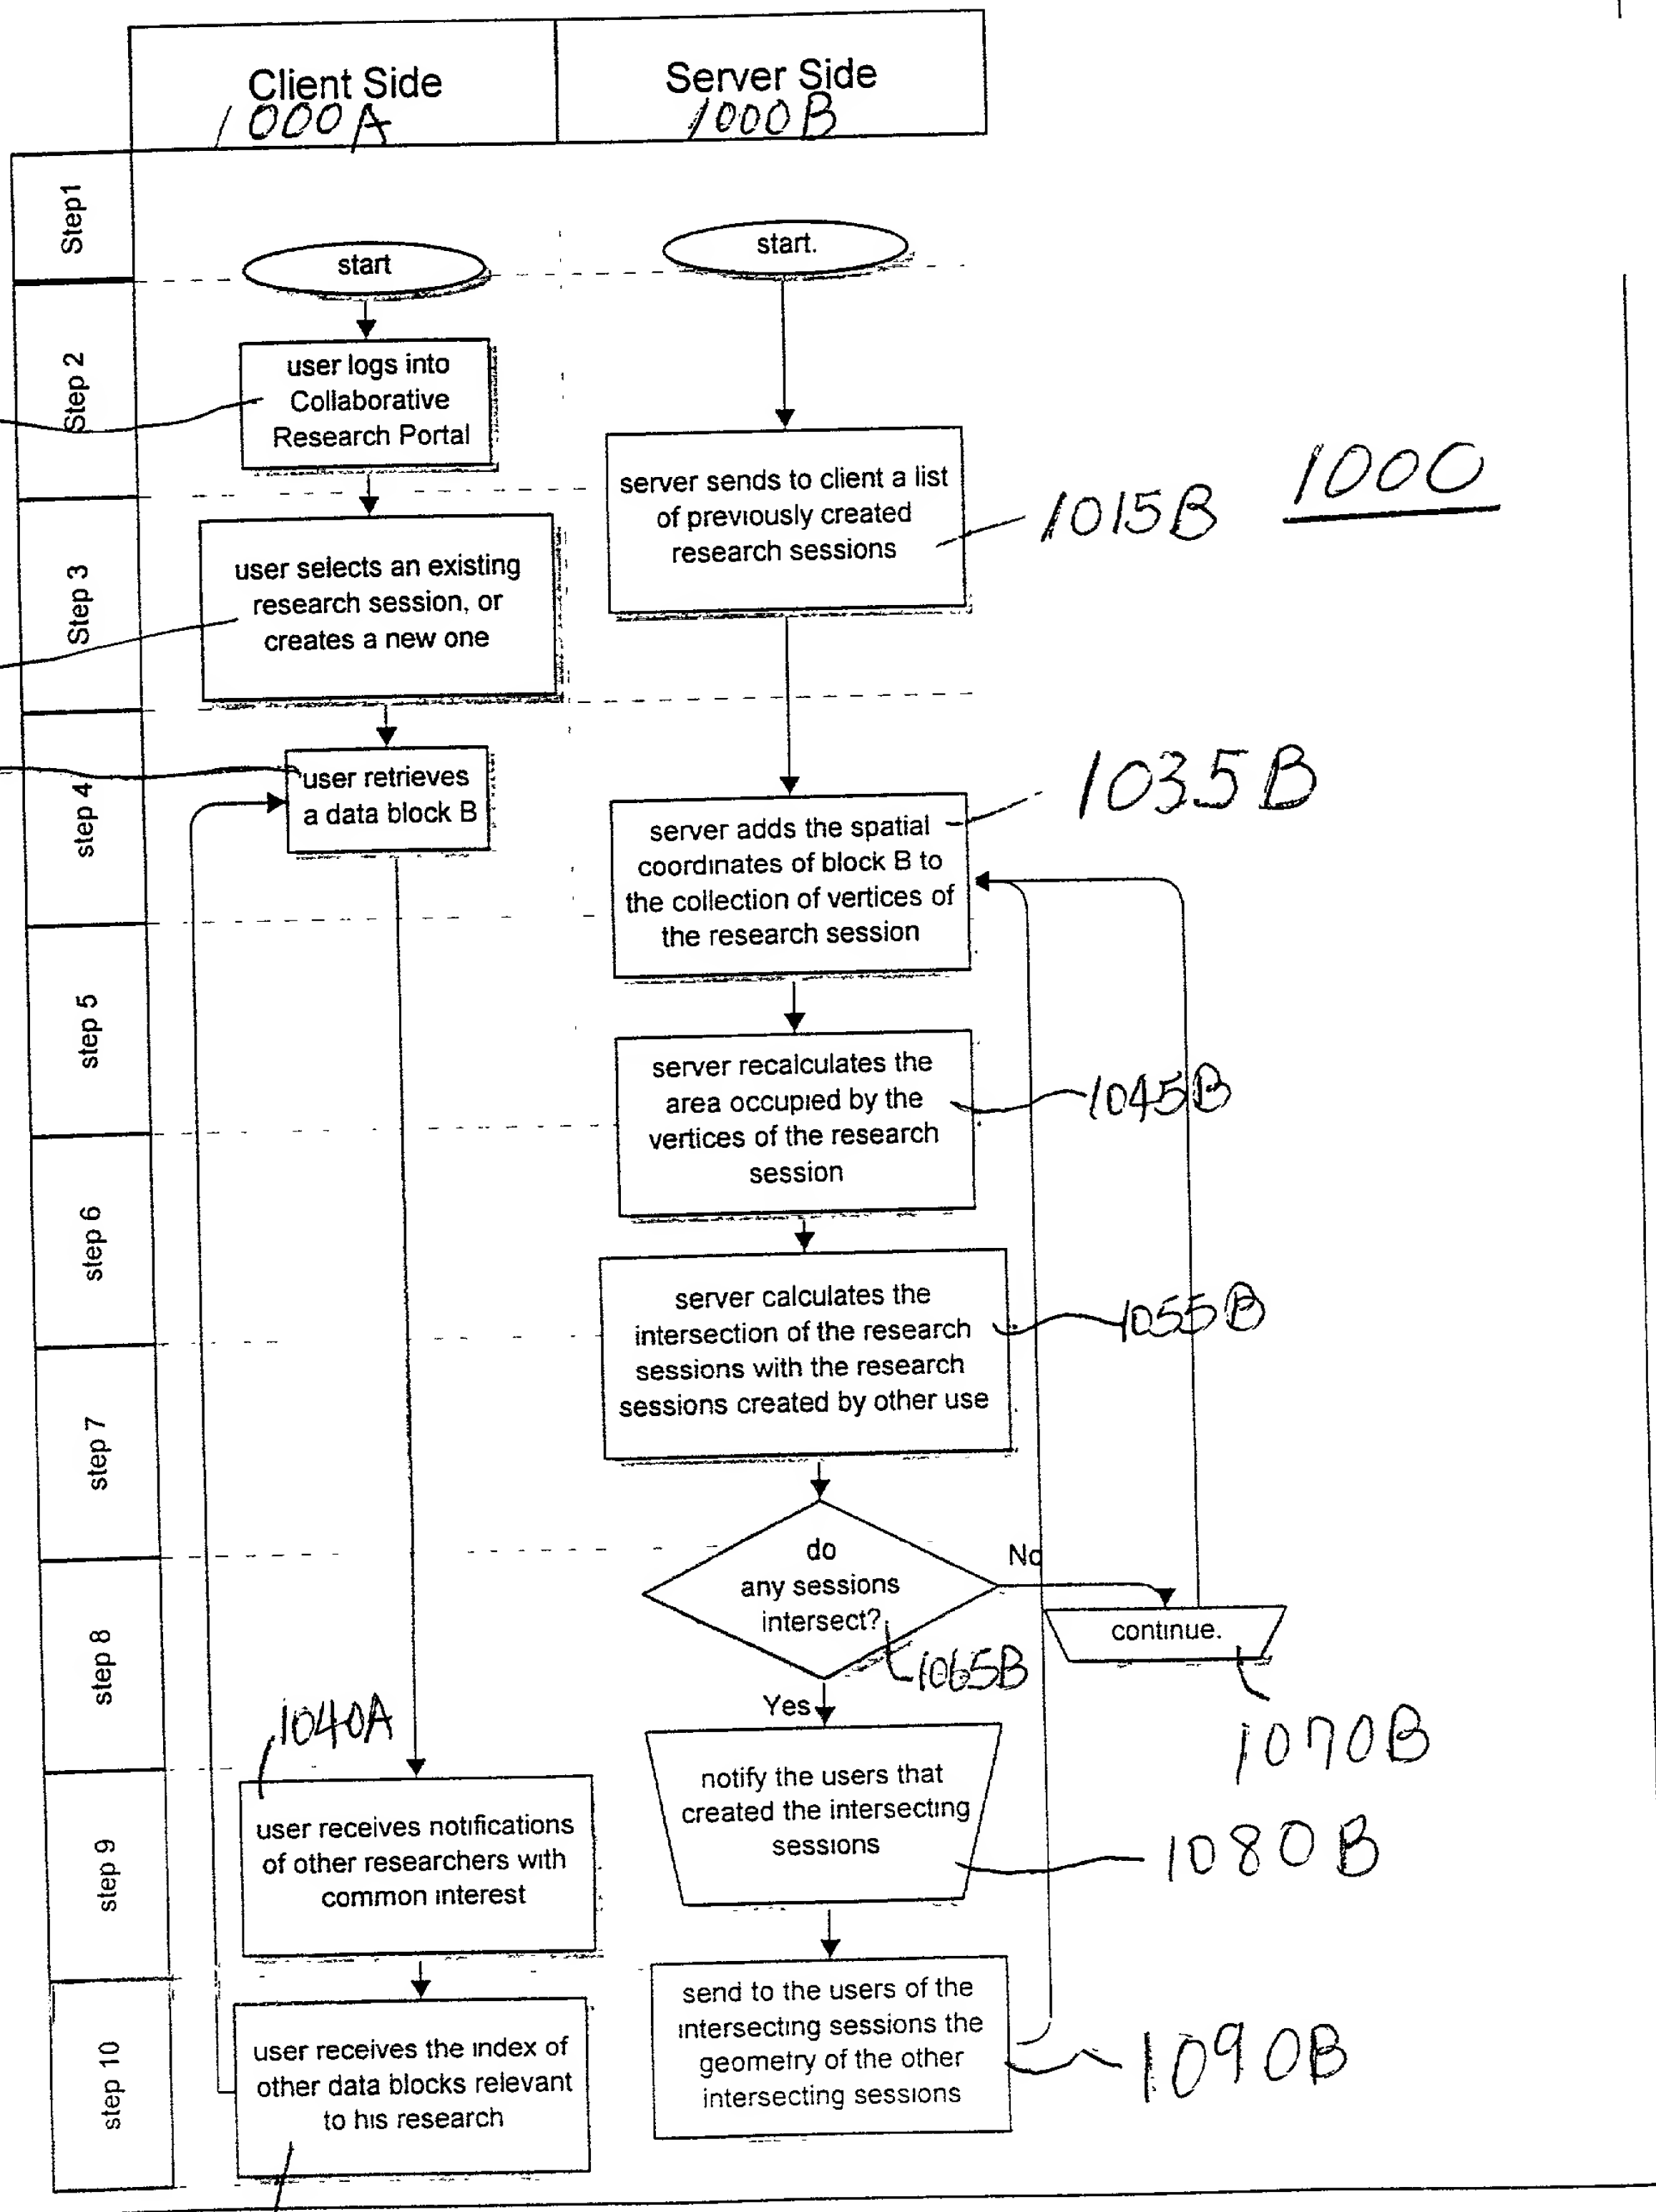 Client Side
1000A
Server Side
1000B
Step1
start
start.
Step 2
user logs into
Collaborative
Research Portal
server sends to client a list
of previously created
research sessions
1015B
1000
Step 3
user selects an existing
research session, or
creates a new one
step 4
user retrieves
a data block B
1035B
server adds the spatial
coordinates of block B to
the collection of vertices of
the research session
step 5
server recalculates the
area occupied by the
vertices of the research
session
1045B
step 6
server calculates the
intersection of the research
sessions with the research
sessions created by other use
1055B
step 7
do
any sessions
intersect?
No
1065B
continue.
1070B
step 8
Yes
1040A
notify the users that
created the intersecting
sessions
1080B
step 9
user receives notifications
of other researchers with
common interest
send to the users of the
intersecting sessions the
geometry of the other
intersecting sessions
1090B
step 10
user receives the index of
other data blocks relevant
to his research